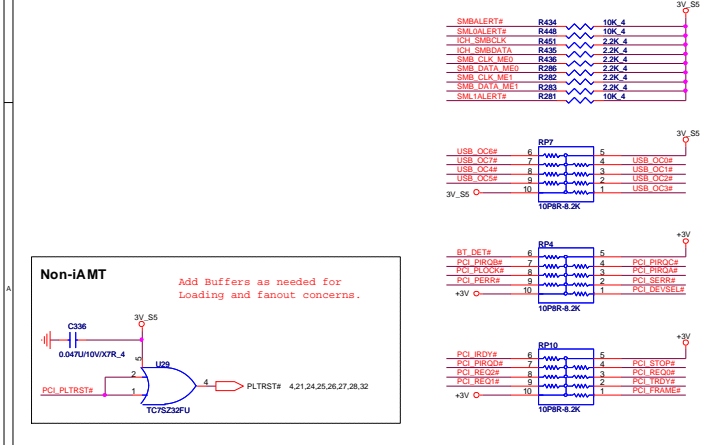 3V_S5
SMBALERT# R434 10K_4
SML0ALERT# R448 10K_4
ICH_SMBCLK R451 2.2K_4
ICH_SMBDATA R435 2.2K_4
SMB_CLK_ME0 R436 2.2K_4
SMB_DATA_ME0 R286 2.2K_4
SMB_CLK_ME1 R282 2.2K_4
SMB_DATA_ME1 R283 2.2K_4
SML1ALERT# R281 10K_4
3V_S5
RP7
USB_OC6# 6 5
USB_OC7# 7 4 USB_OC0#
USB_OC4# 8 3 USB_OC1#
USB_OC5# 9 2 USB_OC2#
3V_S5 10 1 USB_OC3#
10P8R-8.2K
+3V
RP4
BT_DET# 6 5
PCI_PIRQB# 7 4 PCI_PIRQC#
PCI_PLOCK# 8 3 PCI_PIRQA#
PCI_PERR# 9 2 PCI_SERR#
+3V 10 1 PCI_DEVSEL#
10P8R-8.2K
+3V
RP10
PCI_IRDY# 6 5
PCI_PIRQD# 7 4 PCI_STOP#
PCI_REQ2# 8 3 PCI_REQ0#
PCI_REQ1# 9 2 PCI_TRDY#
+3V 10 1 PCI_FRAME#
10P8R-8.2K
A
Non-iAMT
Add Buffers as needed for
Loading and fanout concerns.
3V_S5
C336
0.047U/10V/X7R_4
5
U29
2
4 PLTRST# 4,21,24,25,26,27,28,32
PCI_PLTRST# 1
TC7SZ32FU